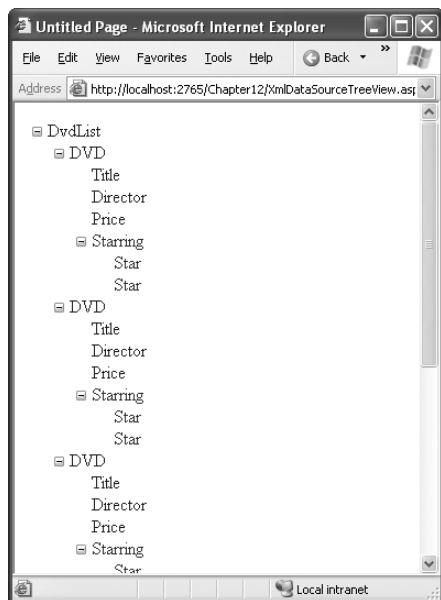 Untitled Page - Microsoft Internet Explorer
File Edit View Favorites Tools Help Back »
Address http://localhost:2765/Chapter12/XmlDataSourceTreeView.asp
DvdList
DVD
Title
Director
Price
Starring
Star
Star
DVD
Title
Director
Price
Starring
Star
Star
DVD
Title
Director
Price
Starring
Star
Local intranet